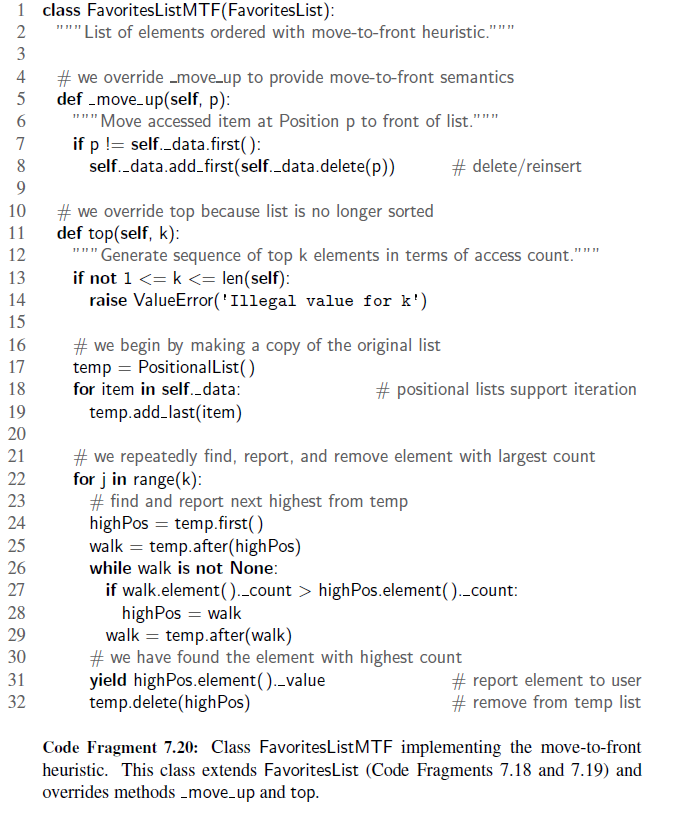 1 class FavoritesListMTF(FavoritesList):
2 """List of elements ordered with move-to-front heuristic."""
3
4 # we override _move_up to provide move-to-front semantics
5 def _move_up(self, p):
6 """Move accessed item at Position p to front of list."""
7 if p != self._data.first():
8 self._data.add_first(self._data.delete(p)) # delete/reinsert
9
10 # we override top because list is no longer sorted
11 def top(self, k):
12 """Generate sequence of top k elements in terms of access count."""
13 if not 1 <= k <= len(self):
14 raise ValueError('Illegal value for k')
15
16 # we begin by making a copy of the original list
17 temp = PositionalList()
18 for item in self._data: # positional lists support iteration
19 temp.add_last(item)
20
21 # we repeatedly find, report, and remove element with largest count
22 for j in range(k):
23 # find and report next highest from temp
24 highPos = temp.first()
25 walk = temp.after(highPos)
26 while walk is not None:
27 if walk.element()._count > highPos.element()._count:
28 highPos = walk
29 walk = temp.after(walk)
30 # we have found the element with highest count
31 yield highPos.element()._value # report element to user
32 temp.delete(highPos) # remove from temp list
Code Fragment 7.20: Class FavoritesListMTF implementing the move-to-front
heuristic. This class extends FavoritesList (Code Fragments 7.18 and 7.19) and
overrides methods _move_up and top.